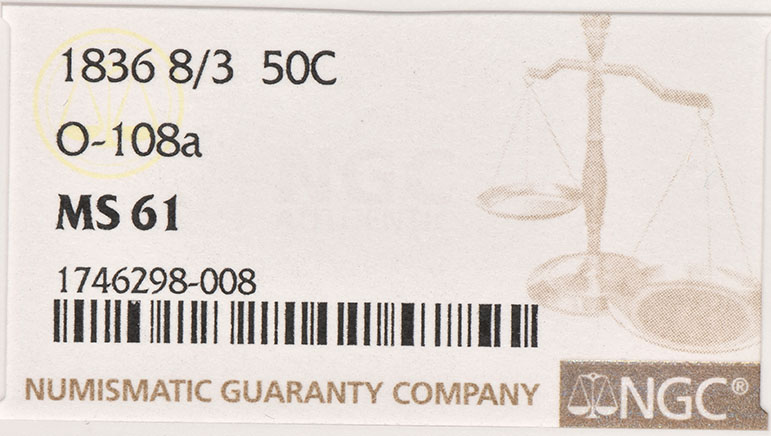 1836 8/3 50C
O-108a
MS 61
1746298-008
NUMISMATIC GUARANTY COMPANY
NGC®